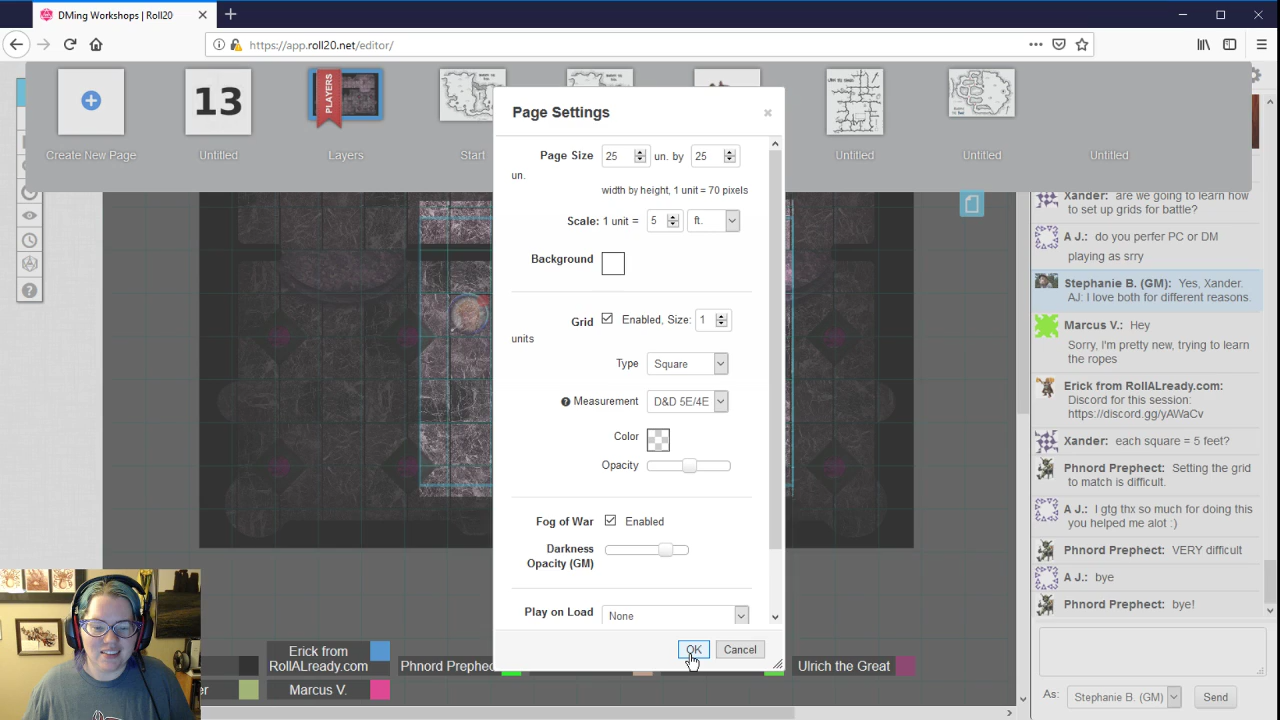 DMing Workshops | Roll20
https://app.roll20.net/editor/
13
PLAYERS
Create New Page
Untitled
Layers
Start
Untitled
Untitled
Untitled
Page Settings
Page Size 25 un. by 25
un.
width by height, 1 unit = 70 pixels
Scale: 1 unit = 5 ft.
Background
Grid Enabled, Size: 1
units
Type Square
Measurement D&D 5E/4E
Color
Opacity
Fog of War Enabled
Darkness
Opacity (GM)
Play on Load None
OK Cancel
Xander: are we going to learn how
to set up grids for battle?
A J.: do you perfer PC or DM
playing as srry
Stephanie B. (GM): Yes, Xander.
AJ: I love both for different reasons.
Marcus V.: Hey
Sorry, I'm pretty new, trying to learn
the ropes
Erick from RollALready.com:
Discord for this session:
https://discord.gg/yAWaCv
Xander: each square = 5 feet?
Phnord Prephect: Setting the grid
to match is difficult.
A J.: I gtg thx so much for doing this
you helped me alot :)
Phnord Prephect: VERY difficult
A J.: bye
Phnord Prephect: bye!
As: Stephanie B. (GM) Send
Erick from
RollALready.com
Phnord Prephec
Ulrich the Great
er
Marcus V.